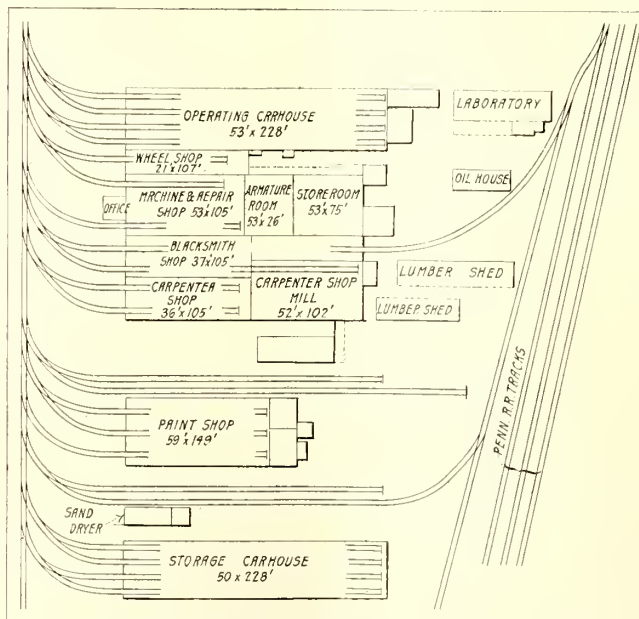 OPERATING CARHOUSE
53' x 228'
LABORATORY
WHEEL SHOP
21' x 107'
OFFICE
MACHINE & REPAIR
SHOP 53' x 105'
ARMATURE
ROOM
53' x 26'
STOREROOM
53' x 75'
OIL HOUSE
BLACKSMITH
SHOP 37' x 105'
CARPENTER
SHOP
36' x 105'
CARPENTER SHOP
MILL
52' x 102'
LUMBER SHED
LUMBER SHED
PENN. R.R. TRACKS
PAINT SHOP
59' x 149'
SAND
DRYER
STORAGE CARHOUSE
50 x 228'